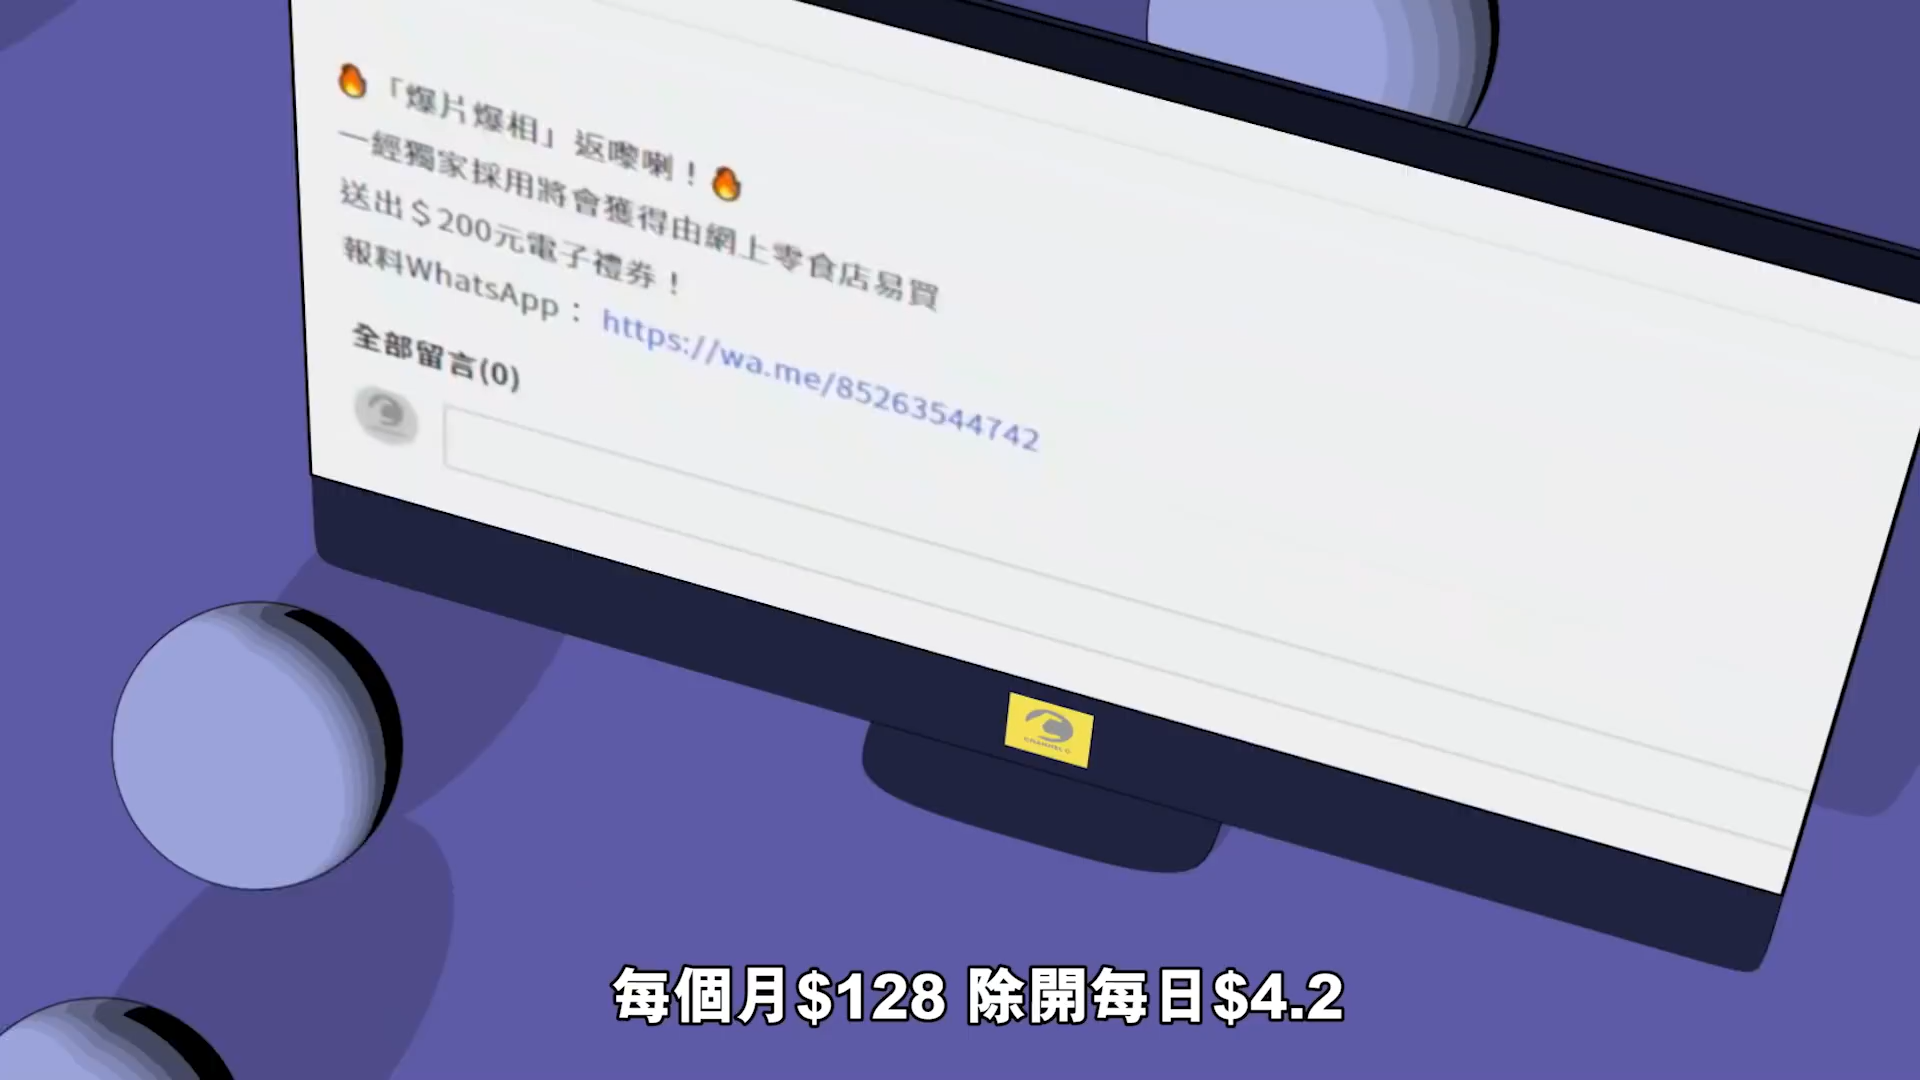 🔥「爆片爆相」返嚟喇！🔥
一經獨家採用將會獲得由網上零食店易買
送出＄200元電子禮券！
報料WhatsApp： https://wa.me/85263544742
全部留言(0)
CHANNEL C
每個月$128 除開每日$4.2